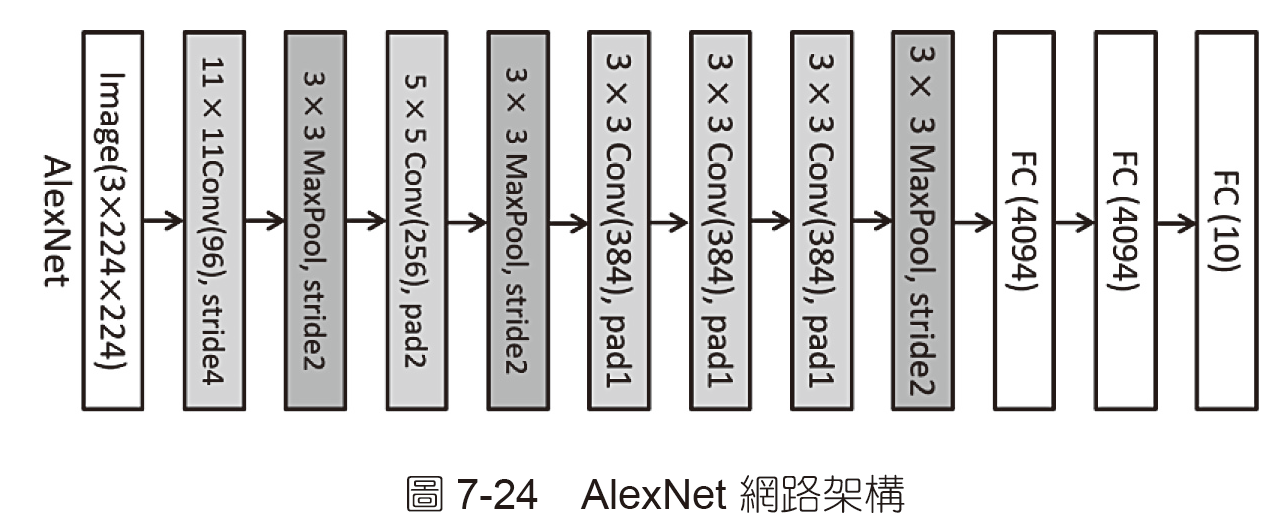 AlexNet
Image(3×224×224)
11×11Conv(96), stride4
3×3 MaxPool, stride2
5×5 Conv(256), pad2
3× 3 MaxPool, stride2
3×3 Conv(384), pad1
3×3 Conv(384), pad1
3×3 Conv(384), pad1
3× 3 MaxPool, stride2
FC (4094)
FC (4094)
FC (10)
圖 7-24 AlexNet 網路架構